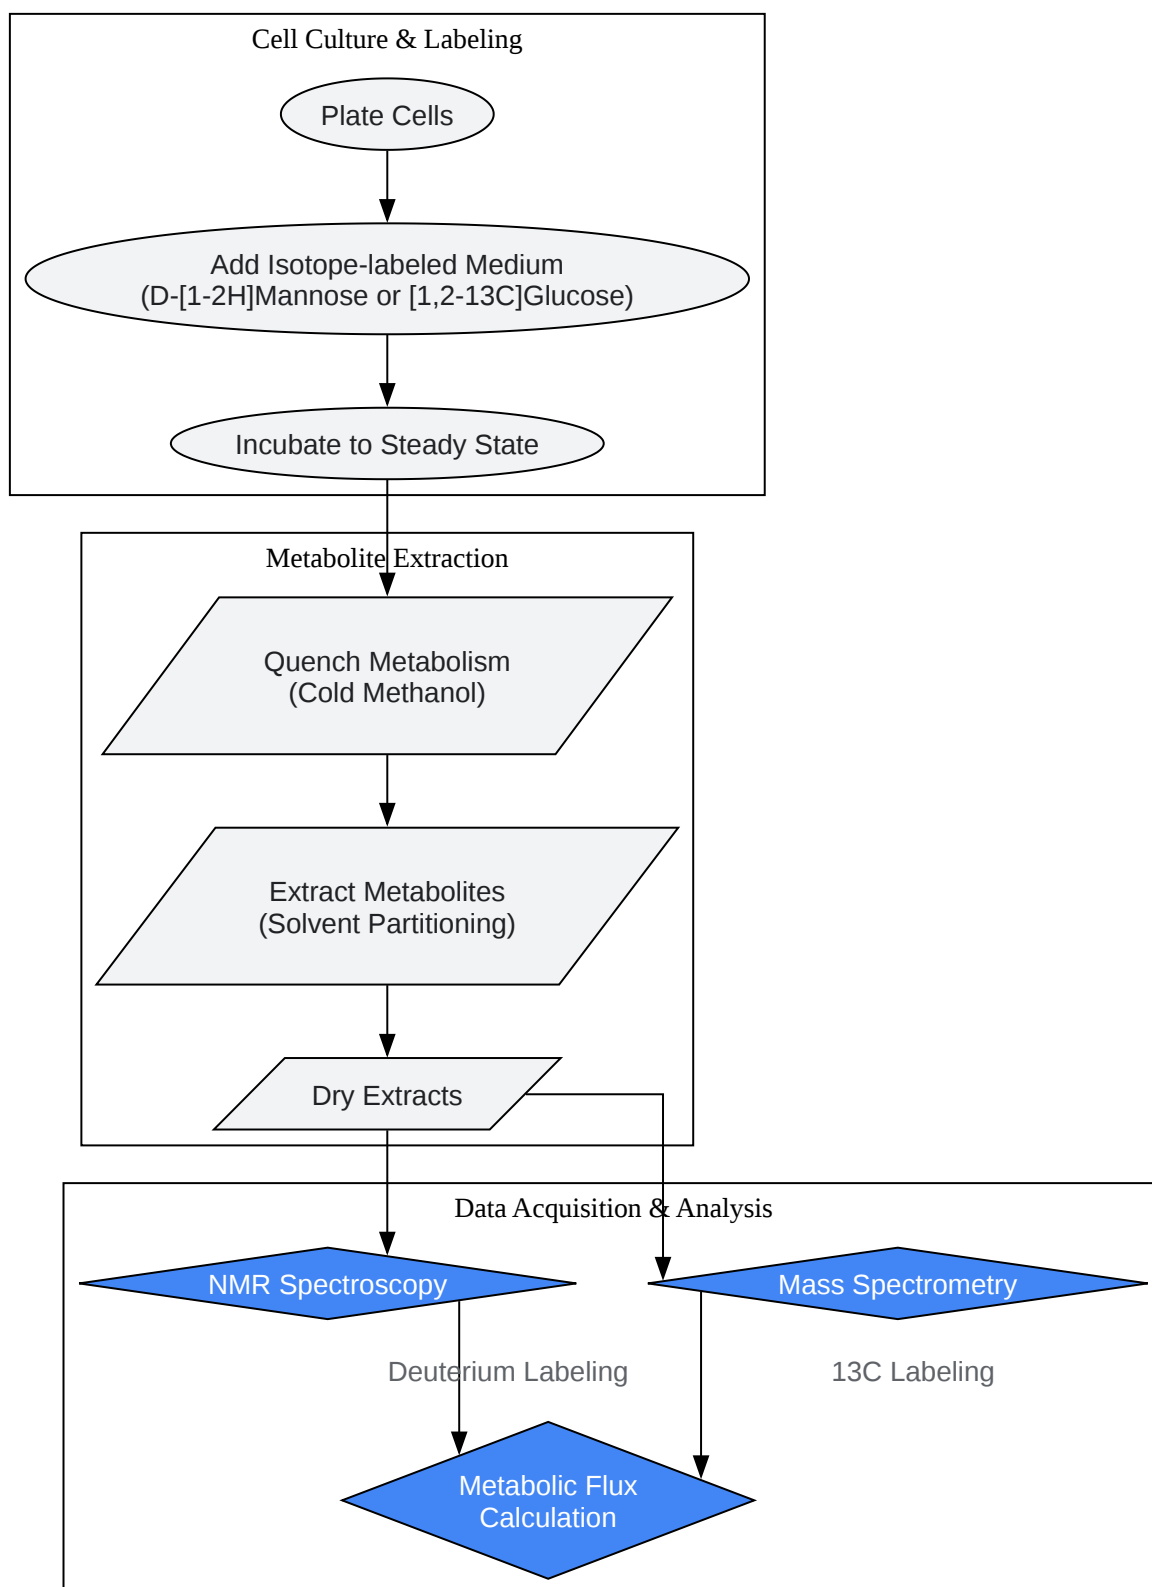 Cell Culture & Labeling
Plate Cells
Add Isotope-labeled Medium
(D-[1-2H]Mannose or [1,2-13C]Glucose)
Incubate to Steady State
Metabolite Extraction
Quench Metabolism
(Cold Methanol)
Extract Metabolites
(Solvent Partitioning)
Dry Extracts
Data Acquisition & Analysis
NMR Spectroscopy
Mass Spectrometry
Deuterium Labeling
13C Labeling
Metabolic Flux
Calculation